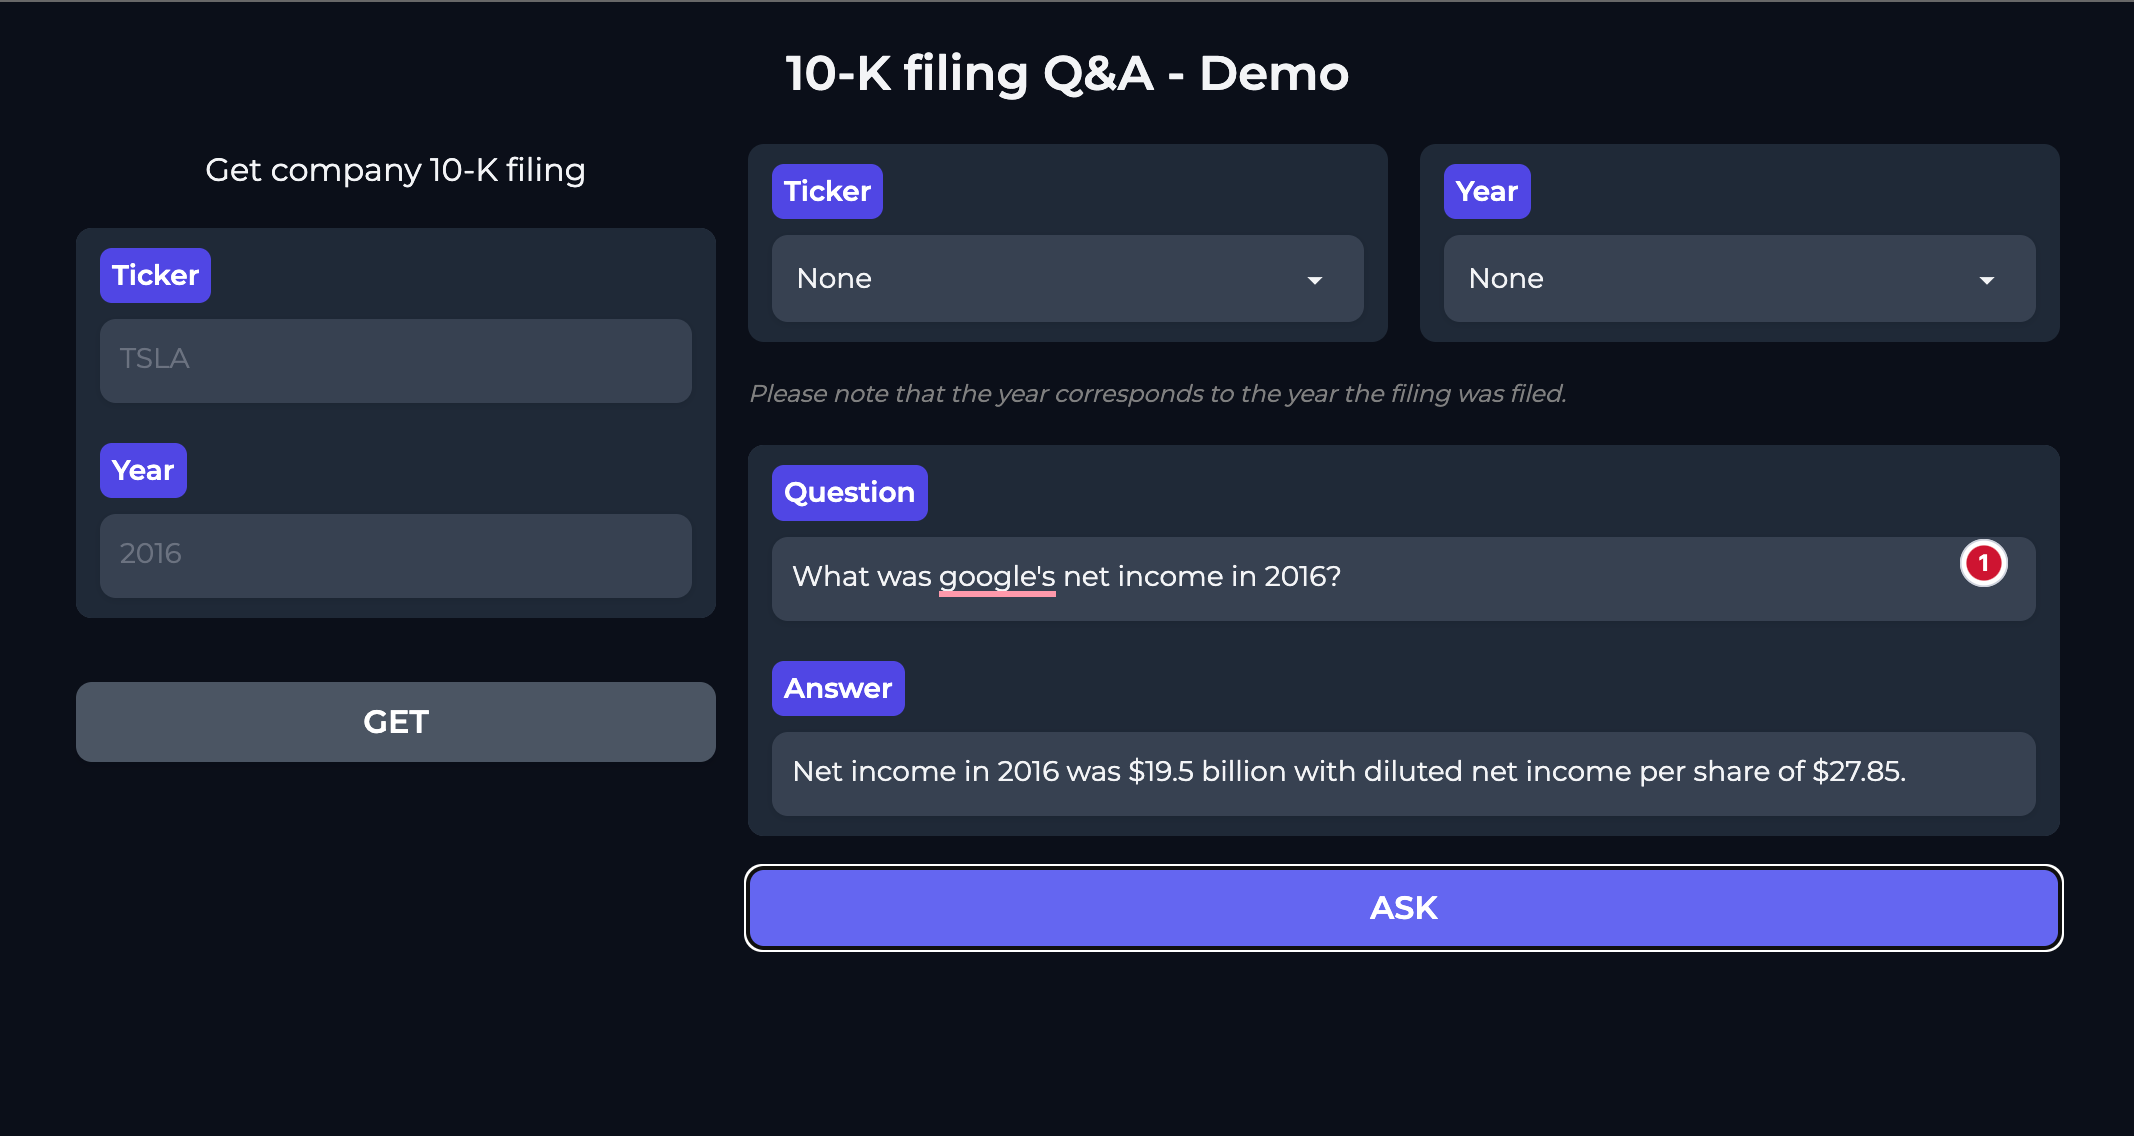 10-K filing Q&A - Demo
Get company 10-K filing
Ticker
TSLA
Year
2016
GET
Ticker
None
Year
None
Please note that the year corresponds to the year the filing was filed.
Question
What was google's net income in 2016?
1
Answer
Net income in 2016 was $19.5 billion with diluted net income per share of $27.85.
ASK